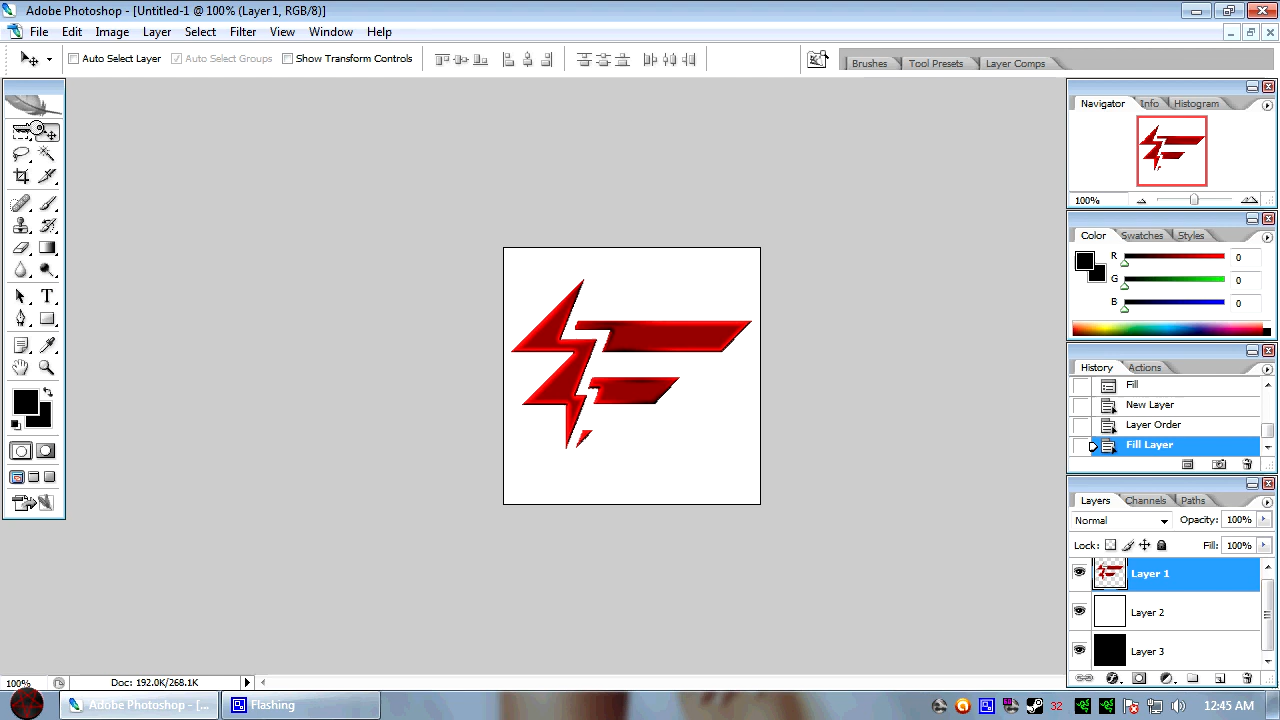 Adobe Photoshop - [Untitled-1 @ 100% (Layer 1, RGB/8)]
File Edit Image Layer Select Filter View Window Help
Auto Select Layer Auto Select Groups Show Transform Controls Brushes Tool Presets Layer Comps
Navigator Info Histogram
100%
Color Swatches Styles
R 0
G 0
B 0
History Actions
Fill
New Layer
Layer Order
Fill Layer
Layers Channels Paths
Normal Opacity: 100%
Lock: Fill: 100%
Layer 1
Layer 2
Layer 3
100% Doc: 192.0K/268.1K
Adobe Photoshop - [... Flashing 32 12:45 AM